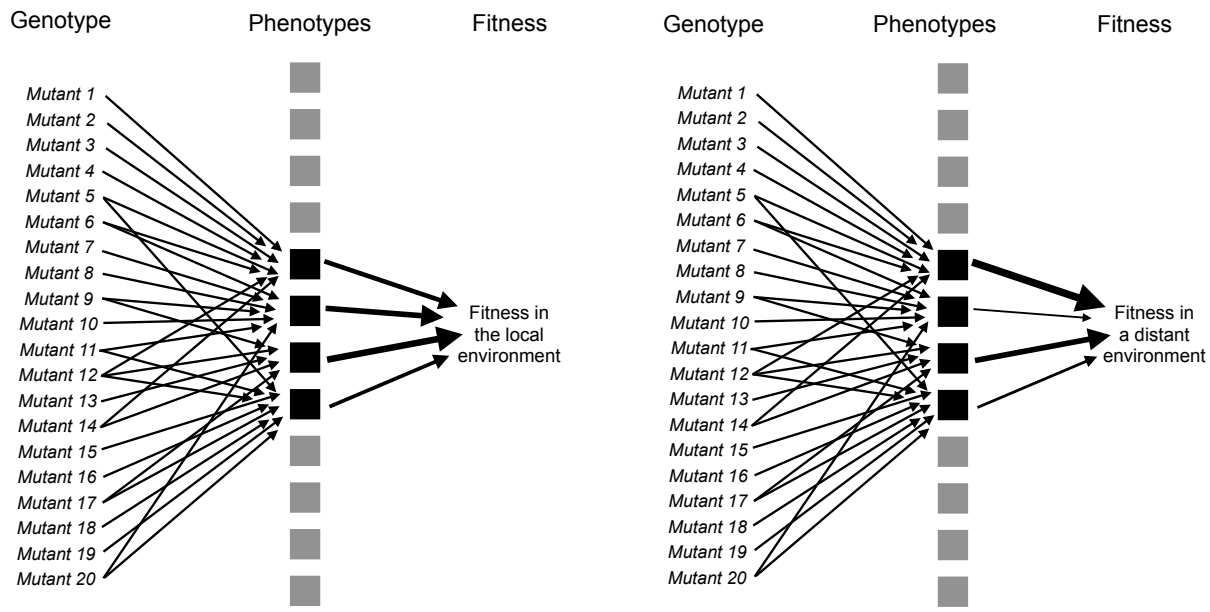 Genotype
Phenotypes
Fitness
Mutant 1
Mutant 2
Mutant 3
Mutant 4
Mutant 5
Mutant 6
Mutant 7
Mutant 8
Mutant 9
Mutant 10
Mutant 11
Mutant 12
Mutant 13
Mutant 14
Mutant 15
Mutant 16
Mutant 17
Mutant 18
Mutant 19
Mutant 20
Fitness in
the local
environment
Genotype
Phenotypes
Fitness
Mutant 1
Mutant 2
Mutant 3
Mutant 4
Mutant 5
Mutant 6
Mutant 7
Mutant 8
Mutant 9
Mutant 10
Mutant 11
Mutant 12
Mutant 13
Mutant 14
Mutant 15
Mutant 16
Mutant 17
Mutant 18
Mutant 19
Mutant 20
Fitness in
a distant
environment